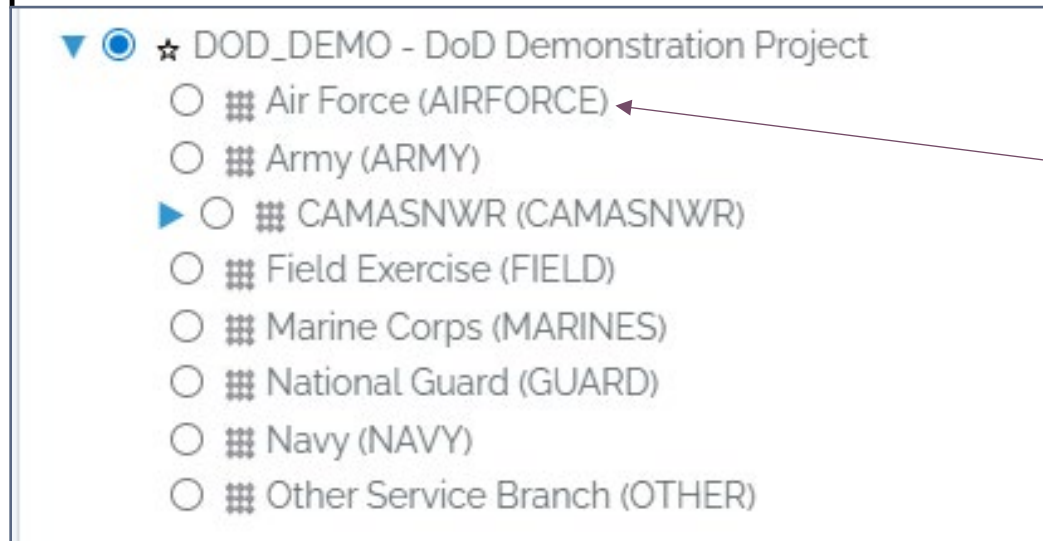 DOD_DEMO - DoD Demonstration Project
Air Force (AIRFORCE)
Army (ARMY)
CAMASNWR (CAMASNWR)
Field Exercise (FIELD)
Marine Corps (MARINES)
National Guard (GUARD)
Navy (NAVY)
Other Service Branch (OTHER)